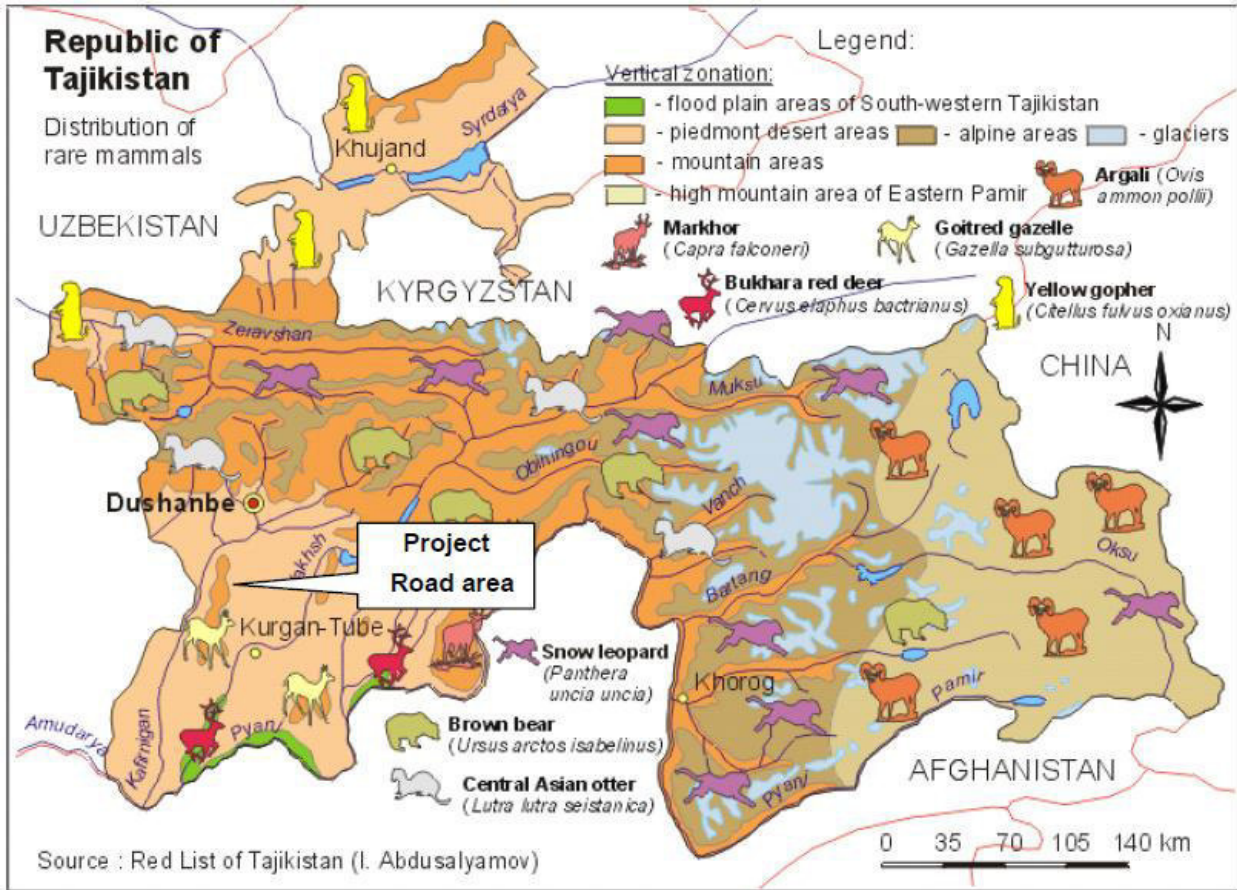 Republic of
Tajikistan
Distribution of
rare mammals
Legend:
Vertical zonation:
- flood plain areas of South-western Tajikistan
- piedmont desert areas
- alpine areas
- glaciers
- mountain areas
- high mountain area of Eastern Pamir
Argali (Ovis
ammon pollii)
Markhor
(Capra falconeri)
Goitred gazelle
(Gazella subgutturosa)
Bukhara red deer
(Cervus elaphus bactrianus)
Yellow gopher
(Citellus fulvus oxianus)
Syrdarya
Khujand
UZBEKISTAN
KYRGYZSTAN
CHINA
N
Zeravshan
Muksu
Obihingou
Vanch
Dushanbe
Project
Road area
akhsh
Bartang
Oksu
Kurgan-Tube
Snow leopard
(Panthera
uncia uncia)
Khorog
Pamir
Brown bear
(Ursus arctos isabelinus)
Amudarya
Kafirnigan
Pyanj
Pyanj
Central Asian otter
(Lutra lutra seistanica)
AFGHANISTAN
0 35 70 105 140 km
Source : Red List of Tajikistan (I. Abdusalyamov)